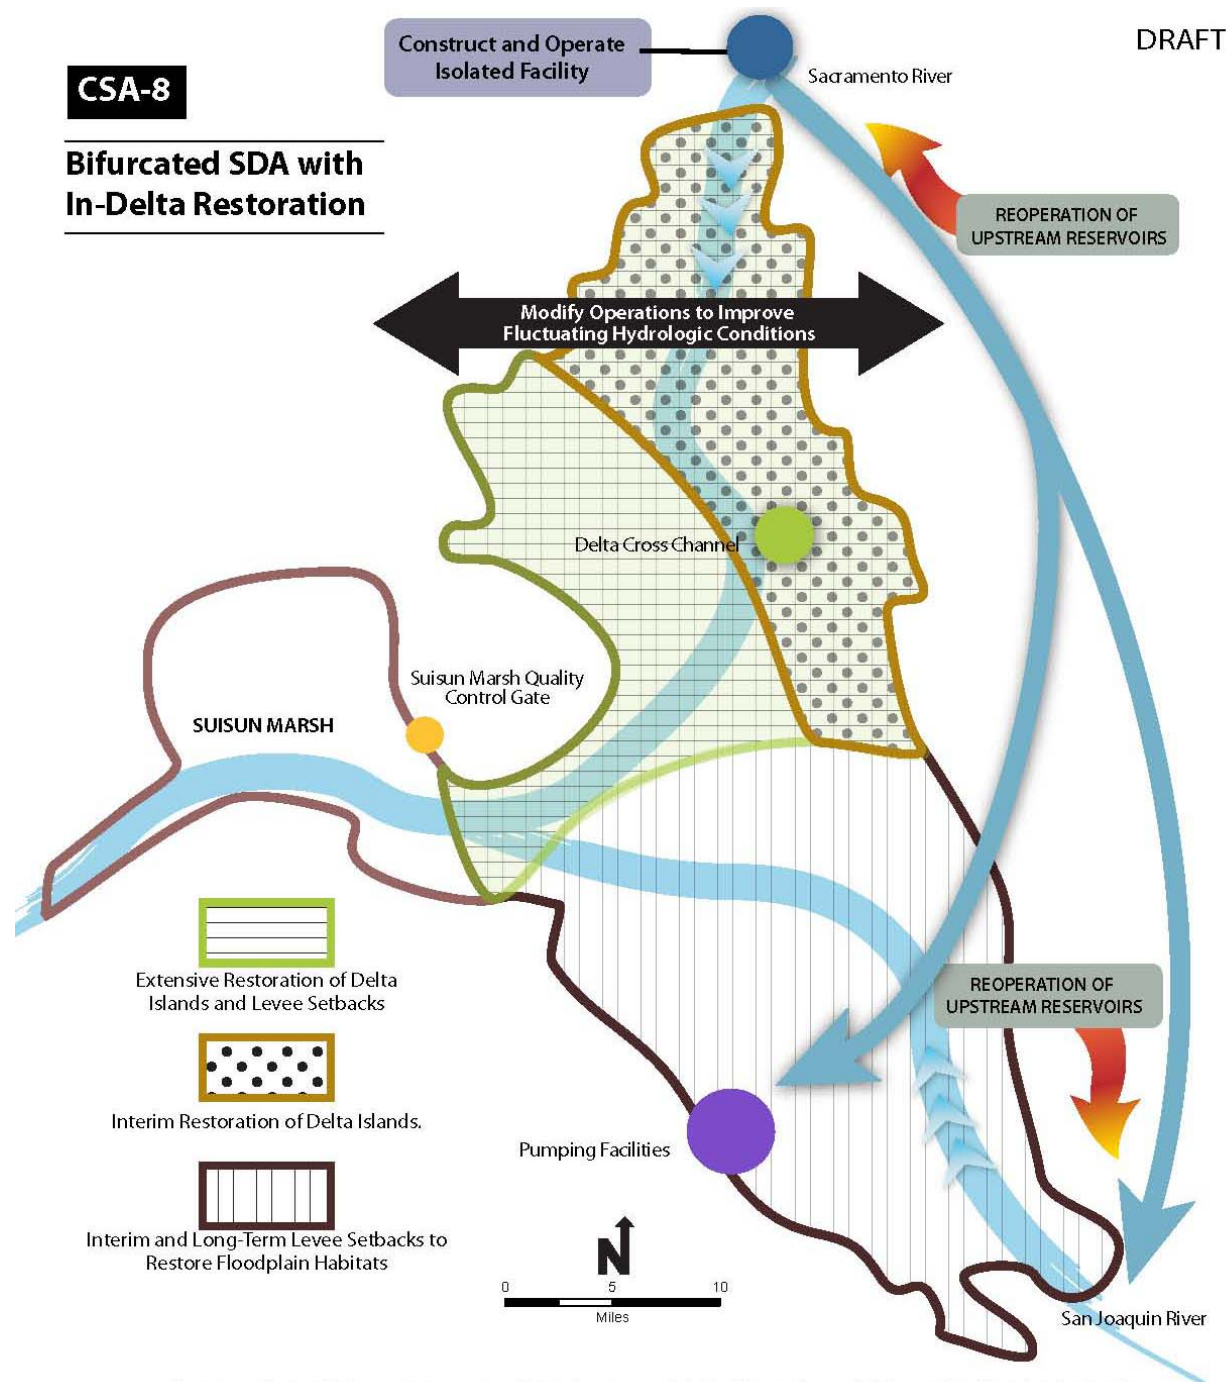 DRAFT
Construct and Operate
Isolated Facility
Sacramento River
CSA-8
Bifurcated SDA with
In-Delta Restoration
REOPERATION OF
UPSTREAM RESERVOIRS
Modify Operations to Improve
Fluctuating Hydrologic Conditions
Delta Cross Channel
Suisun Marsh Quality
Control Gate
SUISUN MARSH
Extensive Restoration of Delta
Islands and Levee Setbacks
REOPERATION OF
UPSTREAM RESERVOIRS
Interim Restoration of Delta Islands.
Pumping Facilities
Interim and Long-Term Levee Setbacks to
Restore Floodplain Habitats
N
0 5 10
Miles
San Joaquin River